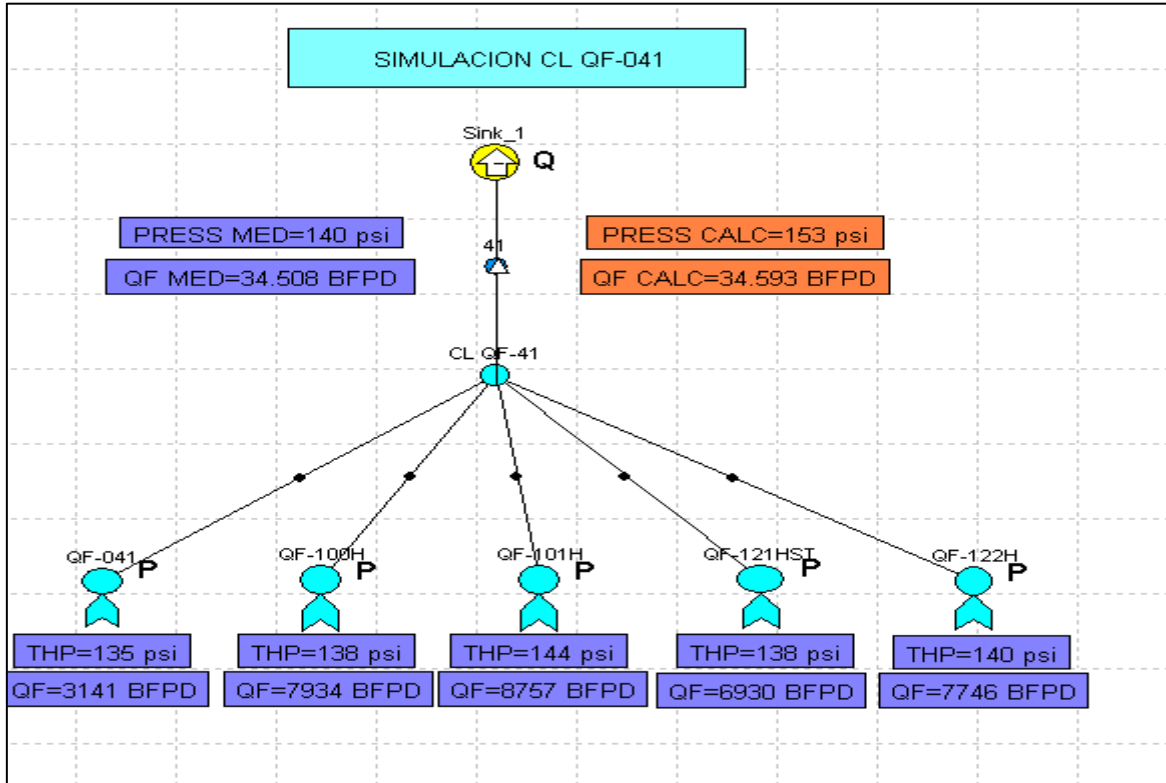 SIMULACION CL QF-041
Sink_1
Q
PRESS MED=140 psi
PRESS CALC=153 psi
41
QF MED=34.508 BFPD
QF CALC=34.593 BFPD
CL QF-41
QF-041
P
QF-100H
P
QF-101H
P
QF-121HST
P
QF-122H
P
THP=135 psi
THP=138 psi
THP=144 psi
THP=138 psi
THP=140 psi
QF=3141 BFPD
QF=7934 BFPD
QF=8757 BFPD
QF=6930 BFPD
QF=7746 BFPD